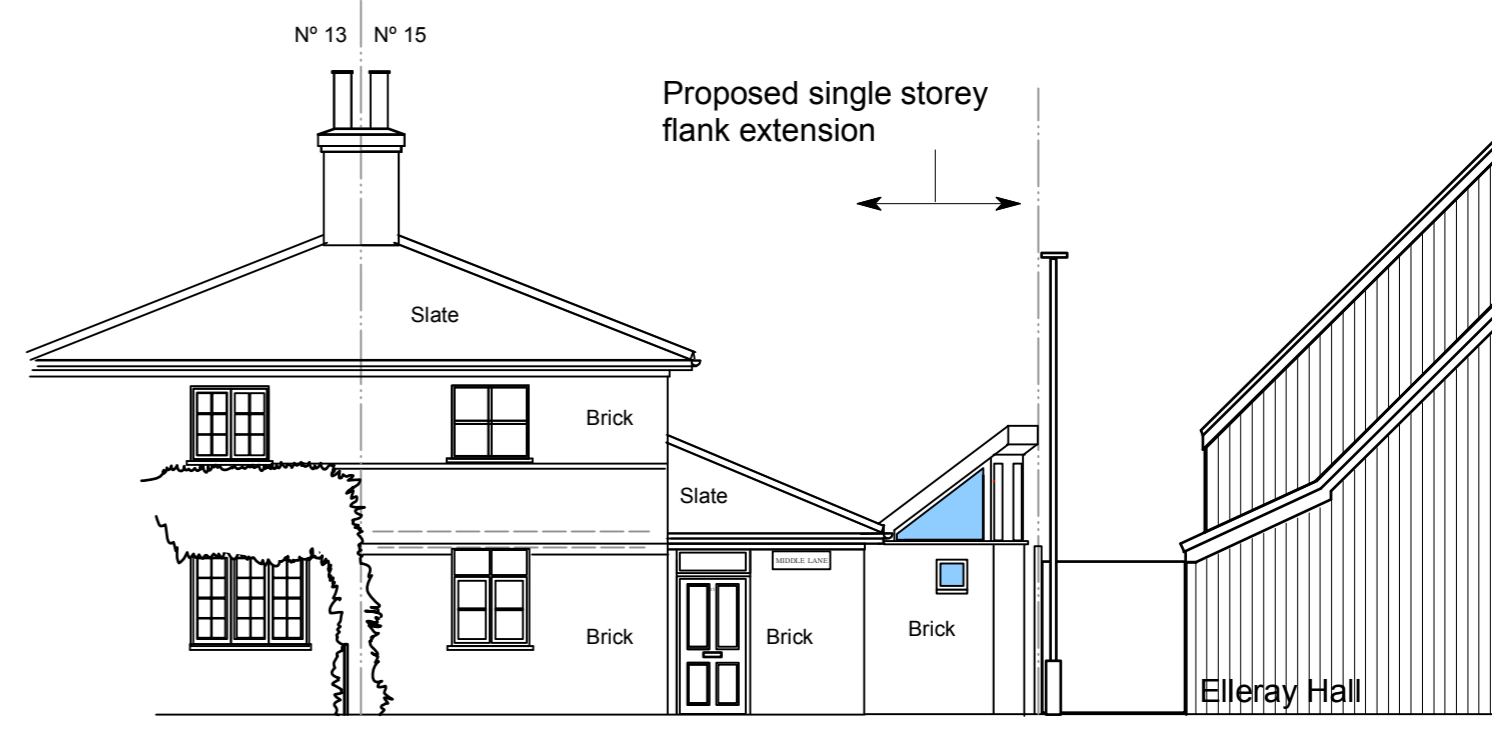 Nº 13
Nº 15
Proposed single storey
flank extension
Slate
Brick
Slate
MIDDLE LANE
Brick
Brick
Brick
Elleray Hall